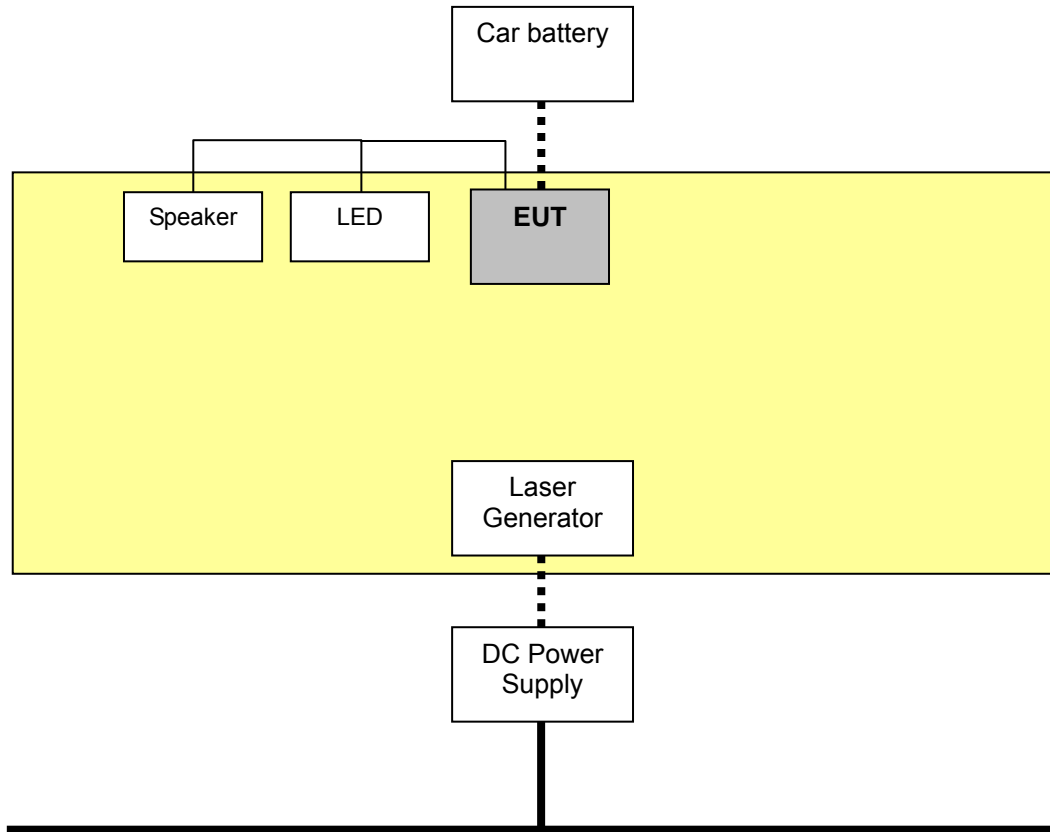 Car battery
Speaker
LED
EUT
Laser
Generator
DC Power
Supply